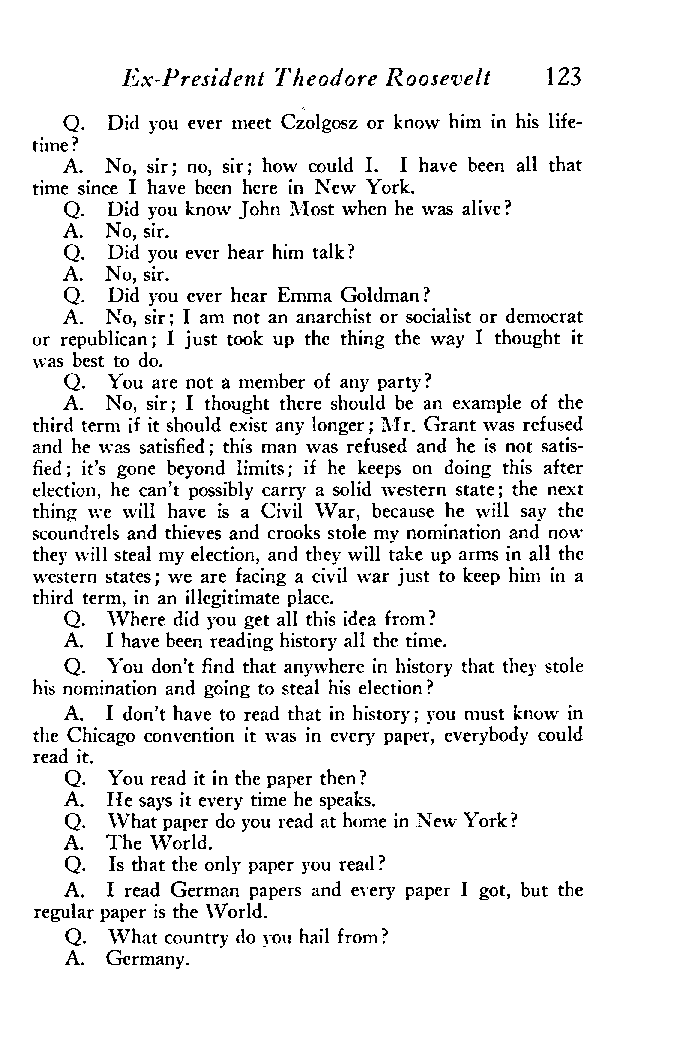 Ex-President Theodore Roosevelt 123
Q. Did you ever meet Czolgosz or know him in his life-
time?
A. No, sir; no, sir; how could I. I have been all that
time since I have been here in New York.
Q. Did you know John Most when he was alive?
A. No, sir.
Q. Did you ever hear him talk?
A. No, sir.
Q. Did you ever hear Emma Goldman?
A. No, sir; I am not an anarchist or socialist or democrat
or republican; I just took up the thing the way I thought it
was best to do.
Q. You are not a member of any party?
A. No, sir; I thought there should be an example of the
third term if it should exist any longer; Mr. Grant was refused
and he was satisfied; this man was refused and he is not satis-
fied; it's gone beyond limits; if he keeps on doing this after
election, he can't possibly carry a solid western state; the next
thing we will have is a Civil War, because he will say the
scoundrels and thieves and crooks stole my nomination and now
they will steal my election, and they will take up arms in all the
western states; we are facing a civil war just to keep him in a
third term, in an illegitimate place.
Q. Where did you get all this idea from?
A. I have been reading history all the time.
Q. You don't find that anywhere in history that they stole
his nomination and going to steal his election?
A. I don't have to read that in history; you must know in
the Chicago convention it was in every paper, everybody could
read it.
Q. You read it in the paper then?
A. He says it every time he speaks.
Q. What paper do you read at home in New York?
A. The World.
Q. Is that the only paper you read?
A. I read German papers and every paper I got, but the
regular paper is the World.
Q. What country do you hail from?
A. Germany.